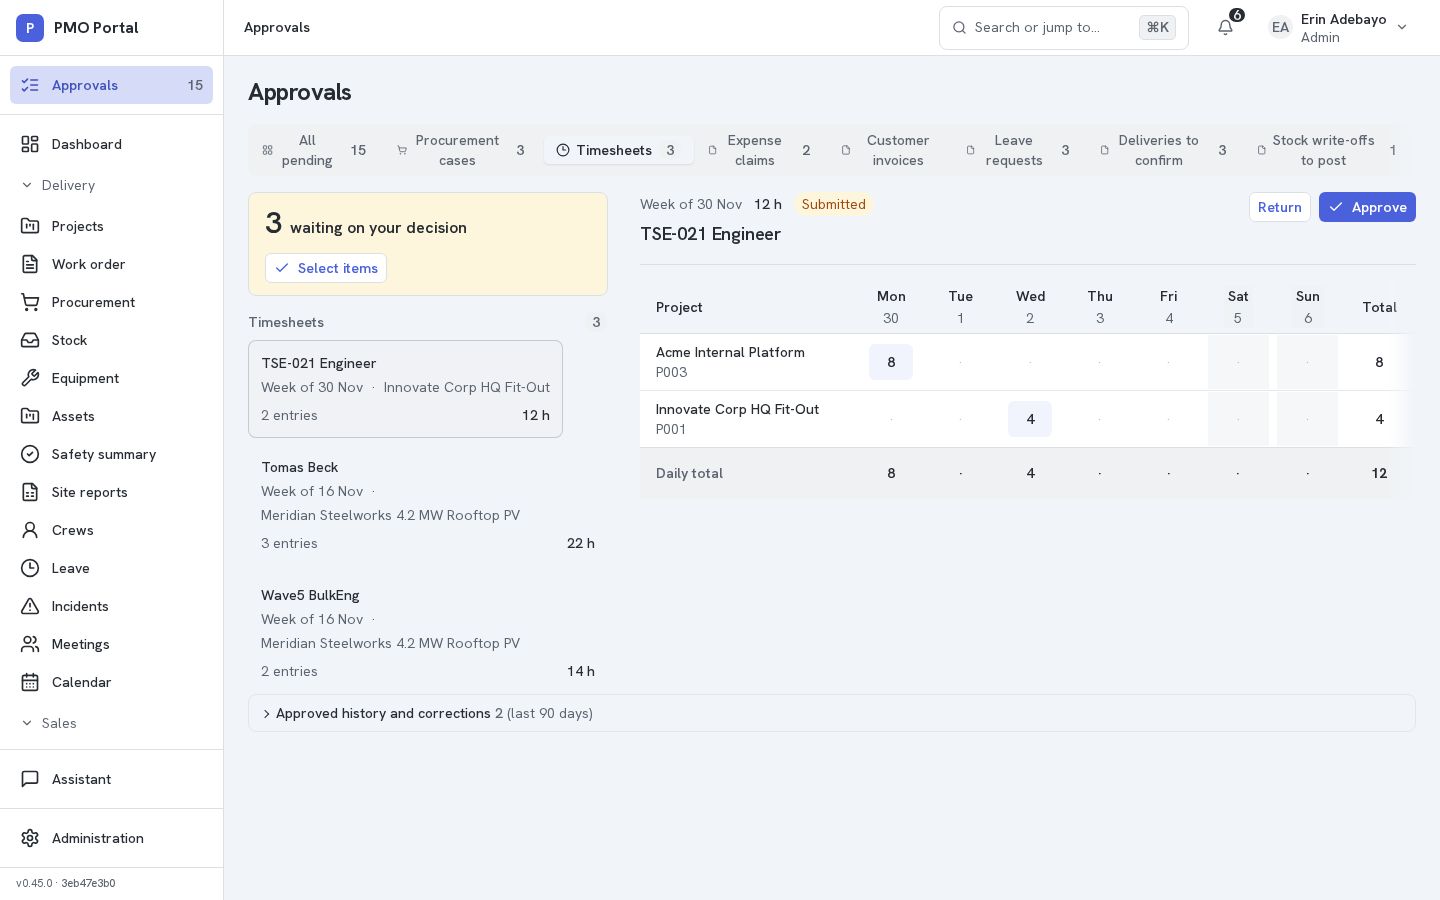 P PMO Portal
Approvals
Search or jump to... ⌘K
6
EA Erin Adebayo
Admin
Approvals 15
Dashboard
Delivery
Projects
Work order
Procurement
Stock
Equipment
Assets
Safety summary
Site reports
Crews
Leave
Incidents
Meetings
Calendar
Sales
Assistant
Administration
v0.45.0 · 3eb47e3b0
Approvals
All pending 15
Procurement cases 3
Timesheets 3
Expense claims 2
Customer invoices
Leave requests 3
Deliveries to confirm 3
Stock write-offs to post 1
3 waiting on your decision
Select items
Timesheets 3
TSE-021 Engineer
Week of 30 Nov · Innovate Corp HQ Fit-Out
2 entries 12 h
Tomas Beck
Week of 16 Nov ·
Meridian Steelworks 4.2 MW Rooftop PV
3 entries 22 h
Wave5 BulkEng
Week of 16 Nov ·
Meridian Steelworks 4.2 MW Rooftop PV
2 entries 14 h
Week of 30 Nov 12 h Submitted
TSE-021 Engineer
Return Approve
Project Mon 30 Tue 1 Wed 2 Thu 3 Fri 4 Sat 5 Sun 6 Total
Acme Internal Platform 8 · · · · · · 8
P003
Innovate Corp HQ Fit-Out · · 4 · · · · 4
P001
Daily total 8 · 4 · · · · 12
Approved history and corrections 2 (last 90 days)